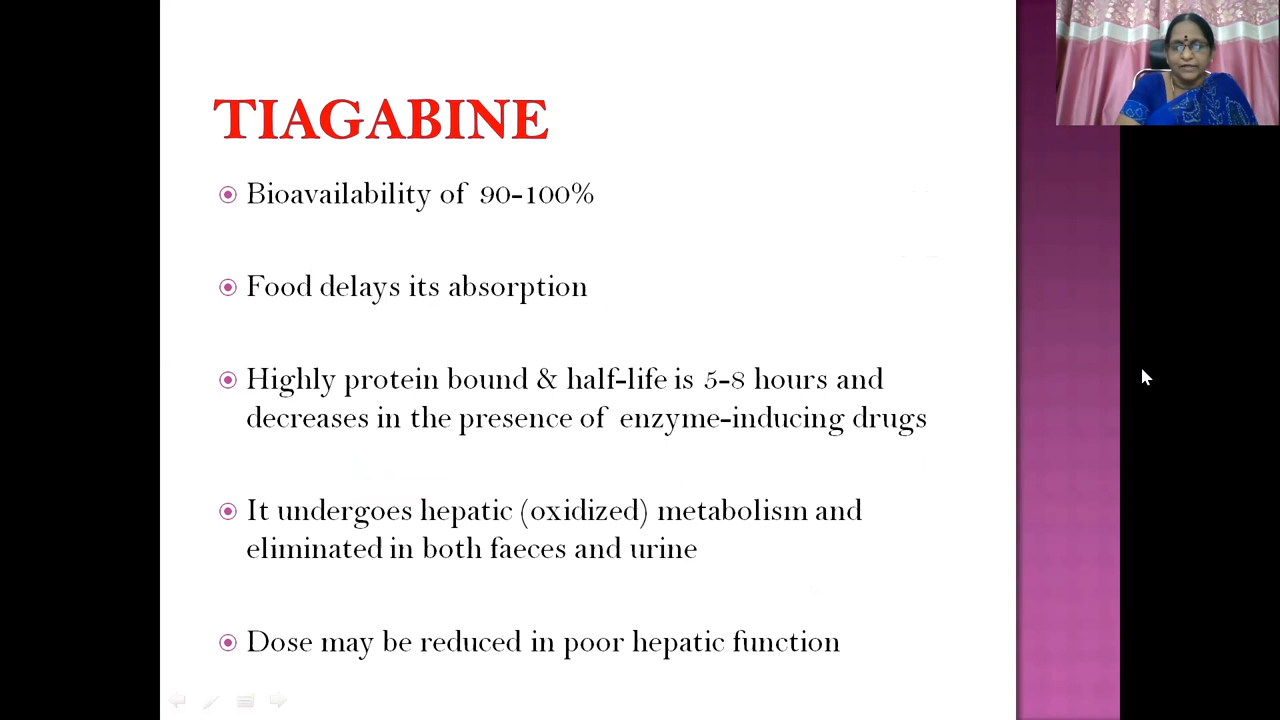 TIAGABINE
Bioavailability of 90-100%
Food delays its absorption
Highly protein bound & half-life is 5-8 hours and
decreases in the presence of enzyme-inducing drugs
It undergoes hepatic (oxidized) metabolism and
eliminated in both faeces and urine
Dose may be reduced in poor hepatic function